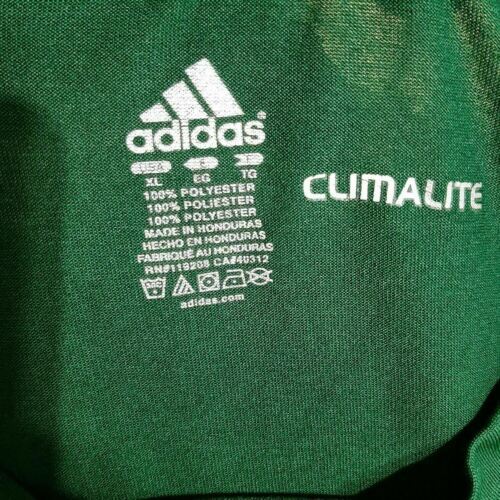 adidas®
USA E F
XL EG TG
100% POLYESTER
100% POLIESTER
100% POLYESTER
MADE IN HONDURAS
HECHO EN HONDURAS
FABRIQUÉ AU HONDURAS
RN#119208 CA#40312
adidas.com
CLIMALITE